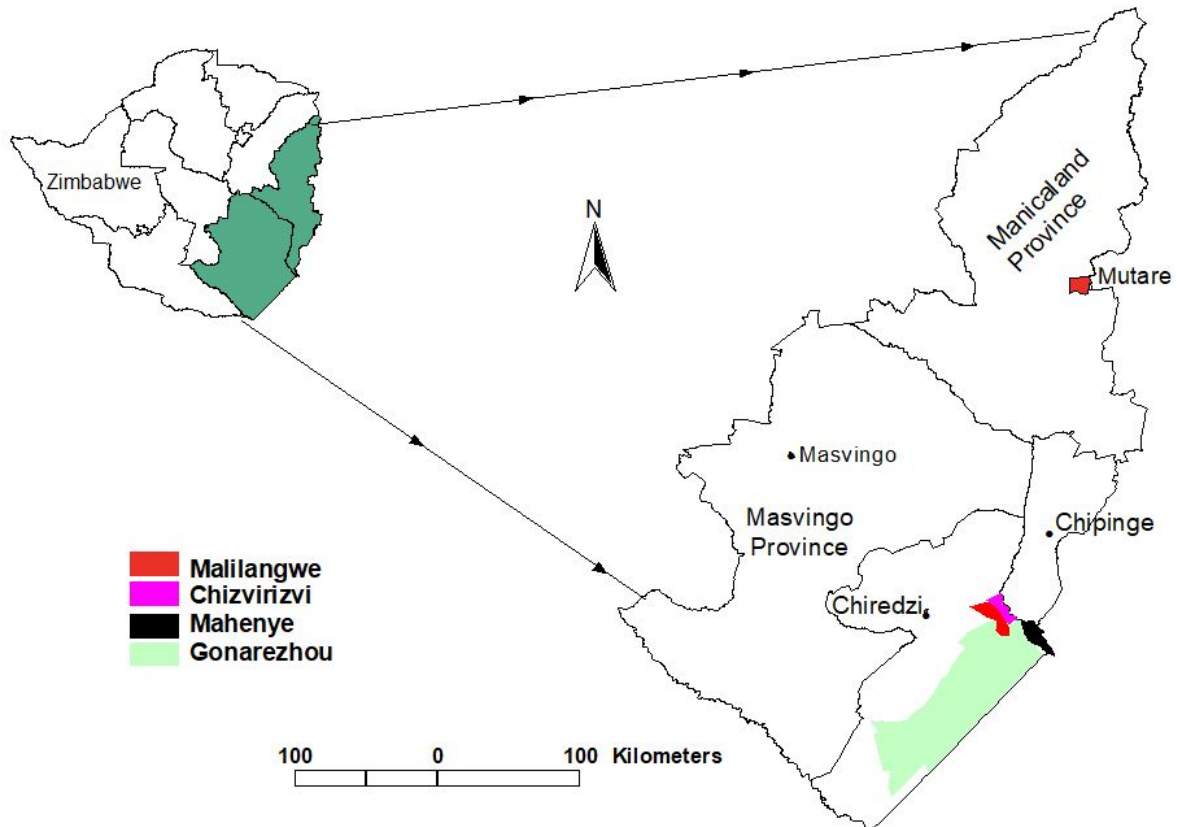 Zimbabwe
N
Manicaland
Province
Mutare
Masvingo
Masvingo
Province
Chipinge
Chiredzi
Malilangwe
Chizvirizvi
Mahenye
Gonarezhou
100 0 100 Kilometers